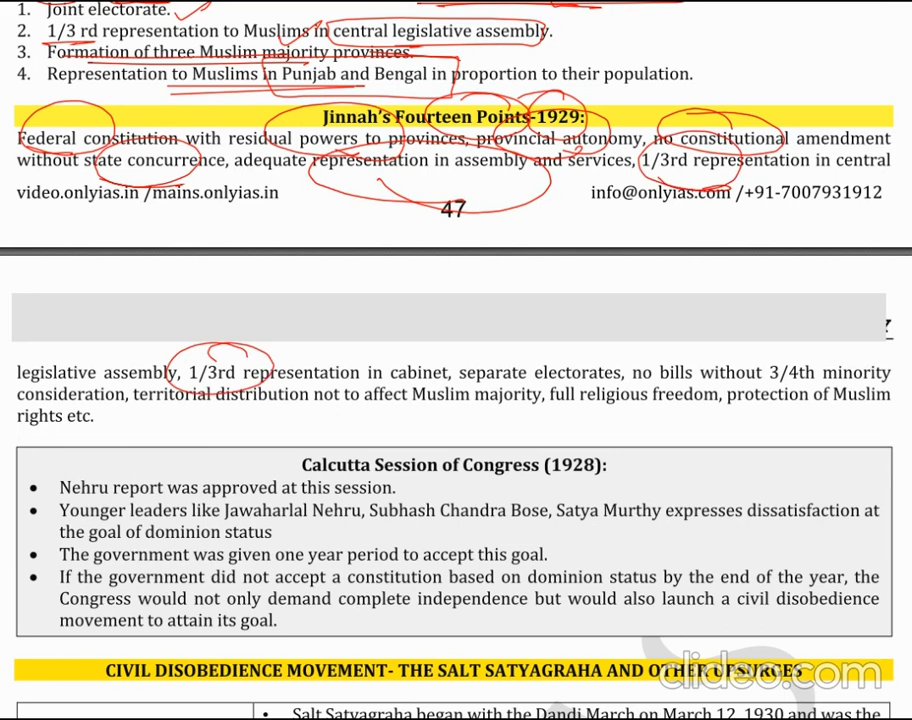 1. Joint electorate.
2. 1/3 rd representation to Muslims in central legislative assembly.
3. Formation of three Muslim majority provinces.
4. Representation to Muslims in Punjab and Bengal in proportion to their population.
Jinnah's Fourteen Points-1929:
Federal constitution with residual powers to provinces, provincial autonomy, no constitutional amendment
without state concurrence, adequate representation in assembly and services, 1/3rd representation in central
video.onlyias.in /mains.onlyias.in info@onlyias.com /+91-7007931912
47
legislative assembly, 1/3rd representation in cabinet, separate electorates, no bills without 3/4th minority
consideration, territorial distribution not to affect Muslim majority, full religious freedom, protection of Muslim
rights etc.
Calcutta Session of Congress (1928):
• Nehru report was approved at this session.
• Younger leaders like Jawaharlal Nehru, Subhash Chandra Bose, Satya Murthy expresses dissatisfaction at
the goal of dominion status
• The government was given one year period to accept this goal.
• If the government did not accept a constitution based on dominion status by the end of the year, the
Congress would not only demand complete independence but would also launch a civil disobedience
movement to attain its goal.
CIVIL DISOBEDIENCE MOVEMENT- THE SALT SATYAGRAHA AND OTHER UPSURGES
clideo.com
• Salt Satyagraha began with the Dandi March on March 12, 1930 and was the